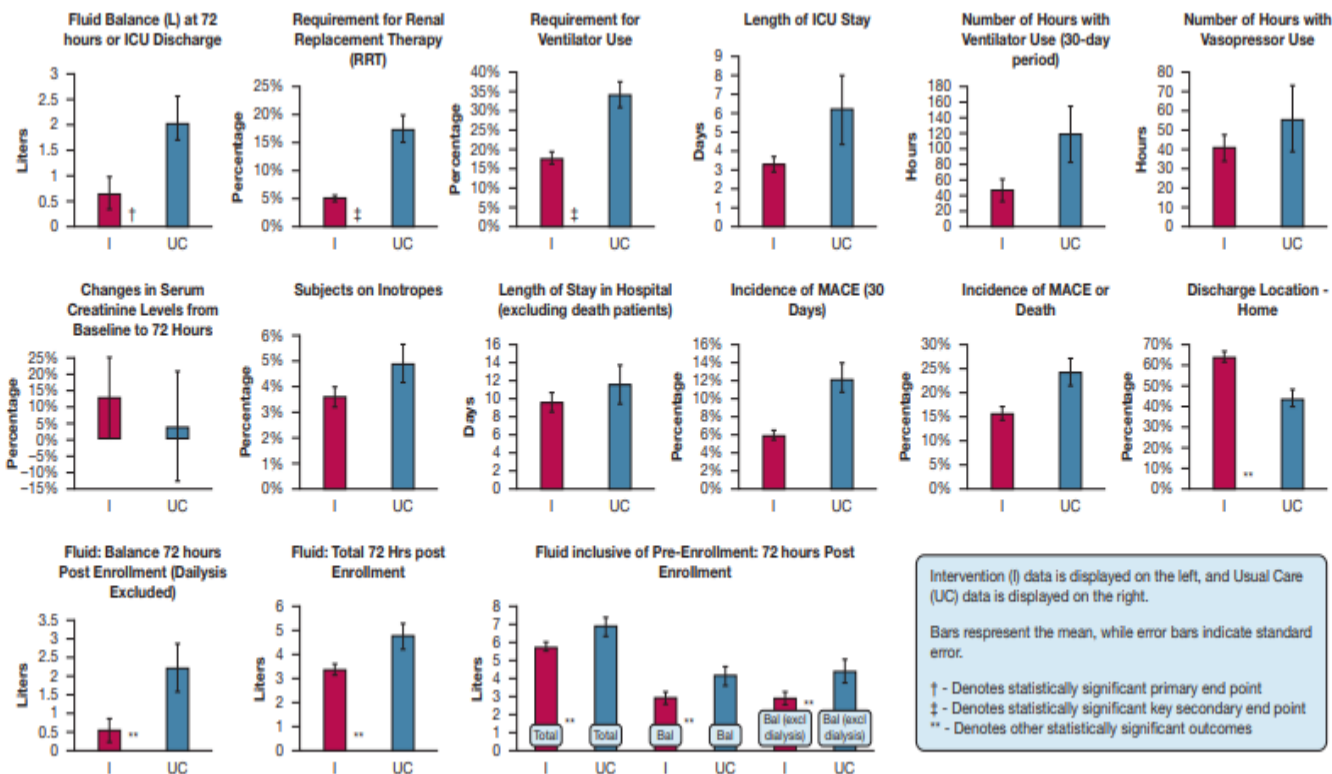 Fluid Balance (L) at 72
hours or ICU Discharge
Liters
3
2.5
2
1.5
1
0.5
0
†
I UC
Requirement for Renal
Replacement Therapy
(RRT)
Percentage
25%
20%
15%
10%
5%
0%
‡
I UC
Requirement for
Ventilator Use
Percentage
40%
35%
30%
25%
20%
15%
10%
5%
0%
‡
I UC
Length of ICU Stay
Days
9
8
7
6
5
4
3
2
1
0
I UC
Number of Hours with
Ventilator Use (30-day
period)
Hours
180
160
140
120
100
80
60
40
20
0
I UC
Number of Hours with
Vasopressor Use
Hours
80
70
60
50
40
30
20
10
0
I UC
Changes in Serum
Creatinine Levels from
Baseline to 72 Hours
Percentage
25%
20%
15%
10%
5%
0%
−5%
−10%
−15%
I UC
Subjects on Inotropes
Percentage
6%
5%
4%
3%
2%
1%
0%
I UC
Length of Stay in Hospital
(excluding death patients)
Days
16
14
12
10
8
6
4
2
0
I UC
Incidence of MACE (30
Days)
Percentage
16%
14%
12%
10%
8%
6%
4%
2%
0%
I UC
Incidence of MACE or
Death
Percentage
30%
25%
20%
15%
10%
5%
0%
I UC
Discharge Location -
Home
Percentage
70%
60%
50%
40%
30%
20%
10%
0%
**
I UC
Fluid: Balance 72 hours
Post Enrollment (Dailysis
Excluded)
Liters
3.5
3
2.5
2
1.5
1
0.5
0
**
I UC
Fluid: Total 72 Hrs post
Enrollment
Liters
6
5
4
3
2
1
0
**
I UC
Fluid inclusive of Pre-Enrollment: 72 hours Post
Enrollment
Liters
8
7
6
5
4
3
2
1
0
Total ** Total Bal ** Bal Bal (excl dialysis) ** Bal (excl dialysis)
I UC I UC I UC
Intervention (I) data is displayed on the left, and Usual Care
(UC) data is displayed on the right.
Bars respresent the mean, while error bars indicate standard
error.
† - Denotes statistically significant primary end point
‡ - Denotes statistically significant key secondary end point
** - Denotes other statistically significant outcomes